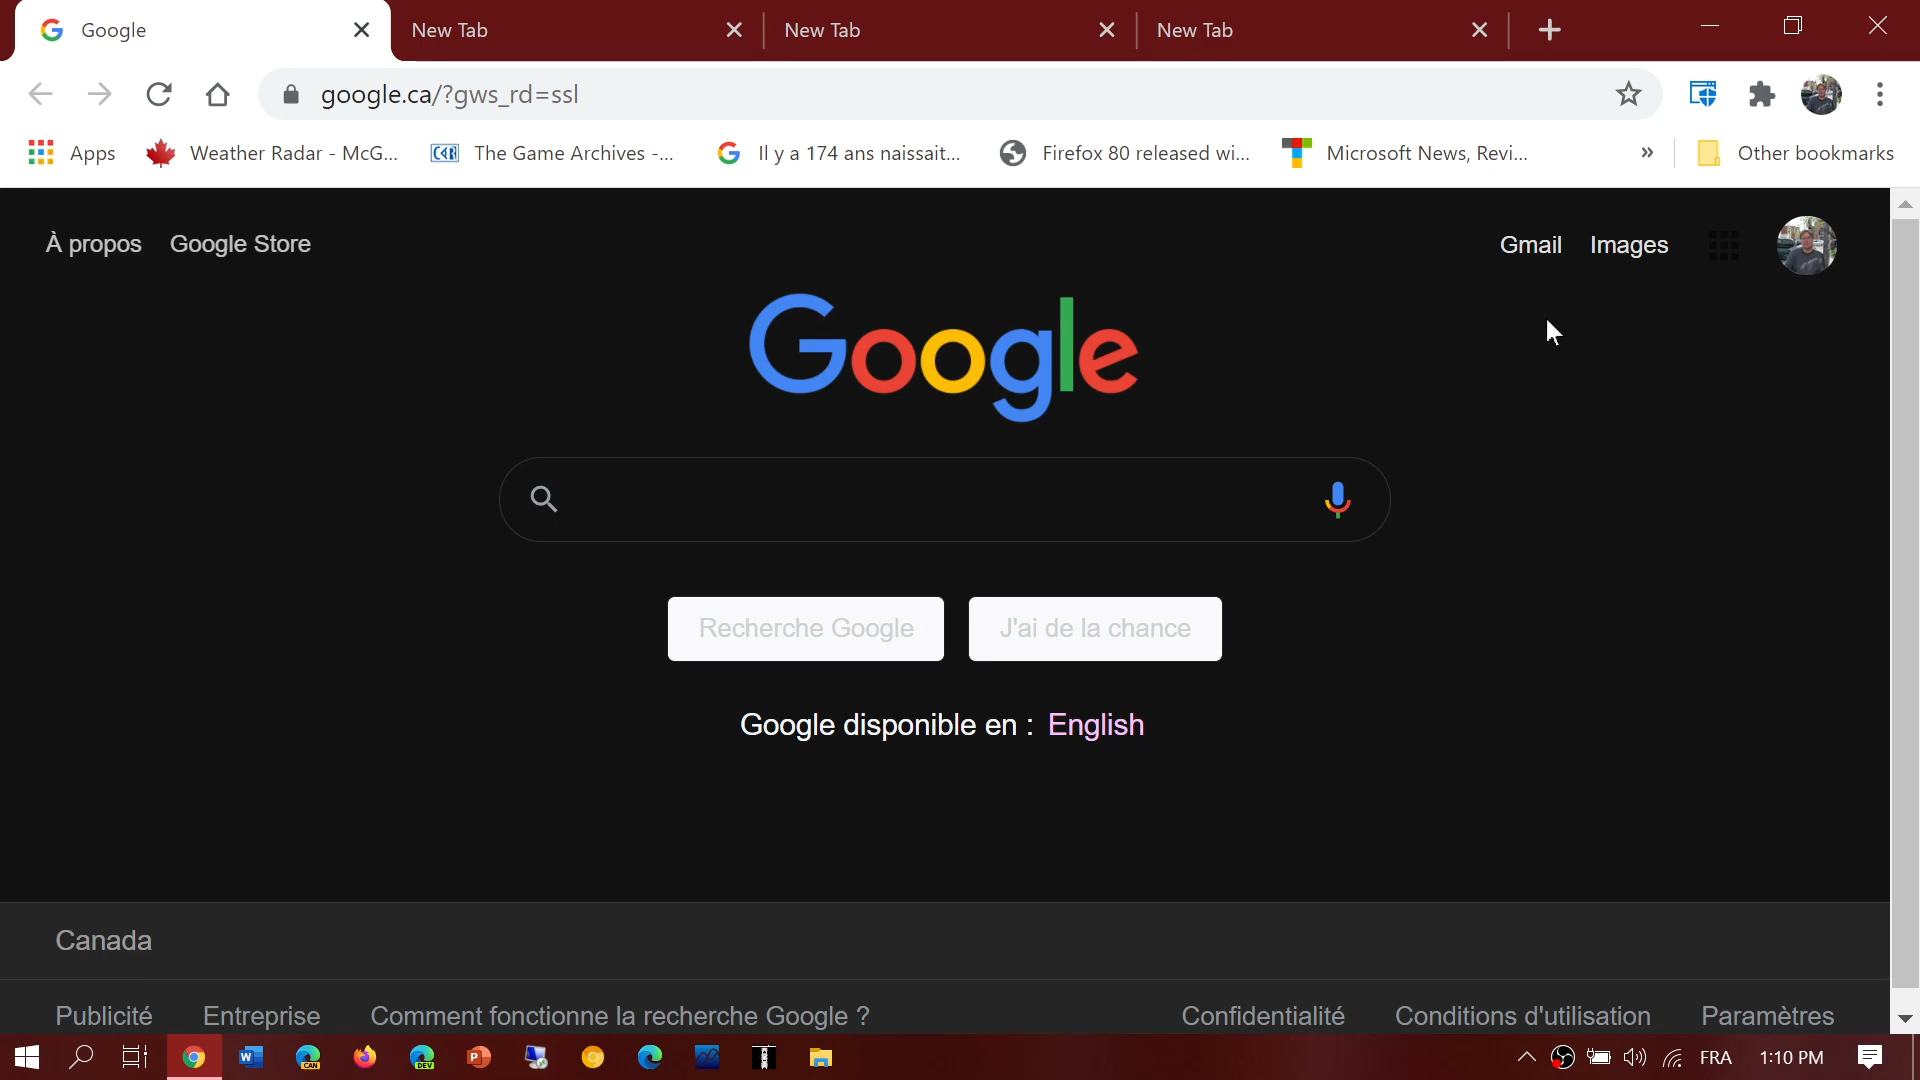 Google New Tab New Tab New Tab
google.ca/?gws_rd=ssl
Apps Weather Radar - McG... The Game Archives -... Il y a 174 ans naissait... Firefox 80 released wi... Microsoft News, Revi... » Other bookmarks
À propos Google Store Gmail Images
Google
Recherche Google J'ai de la chance
Google disponible en : English
Canada
Publicité Entreprise Comment fonctionne la recherche Google ? Confidentialité Conditions d'utilisation Paramètres
FRA 1:10 PM